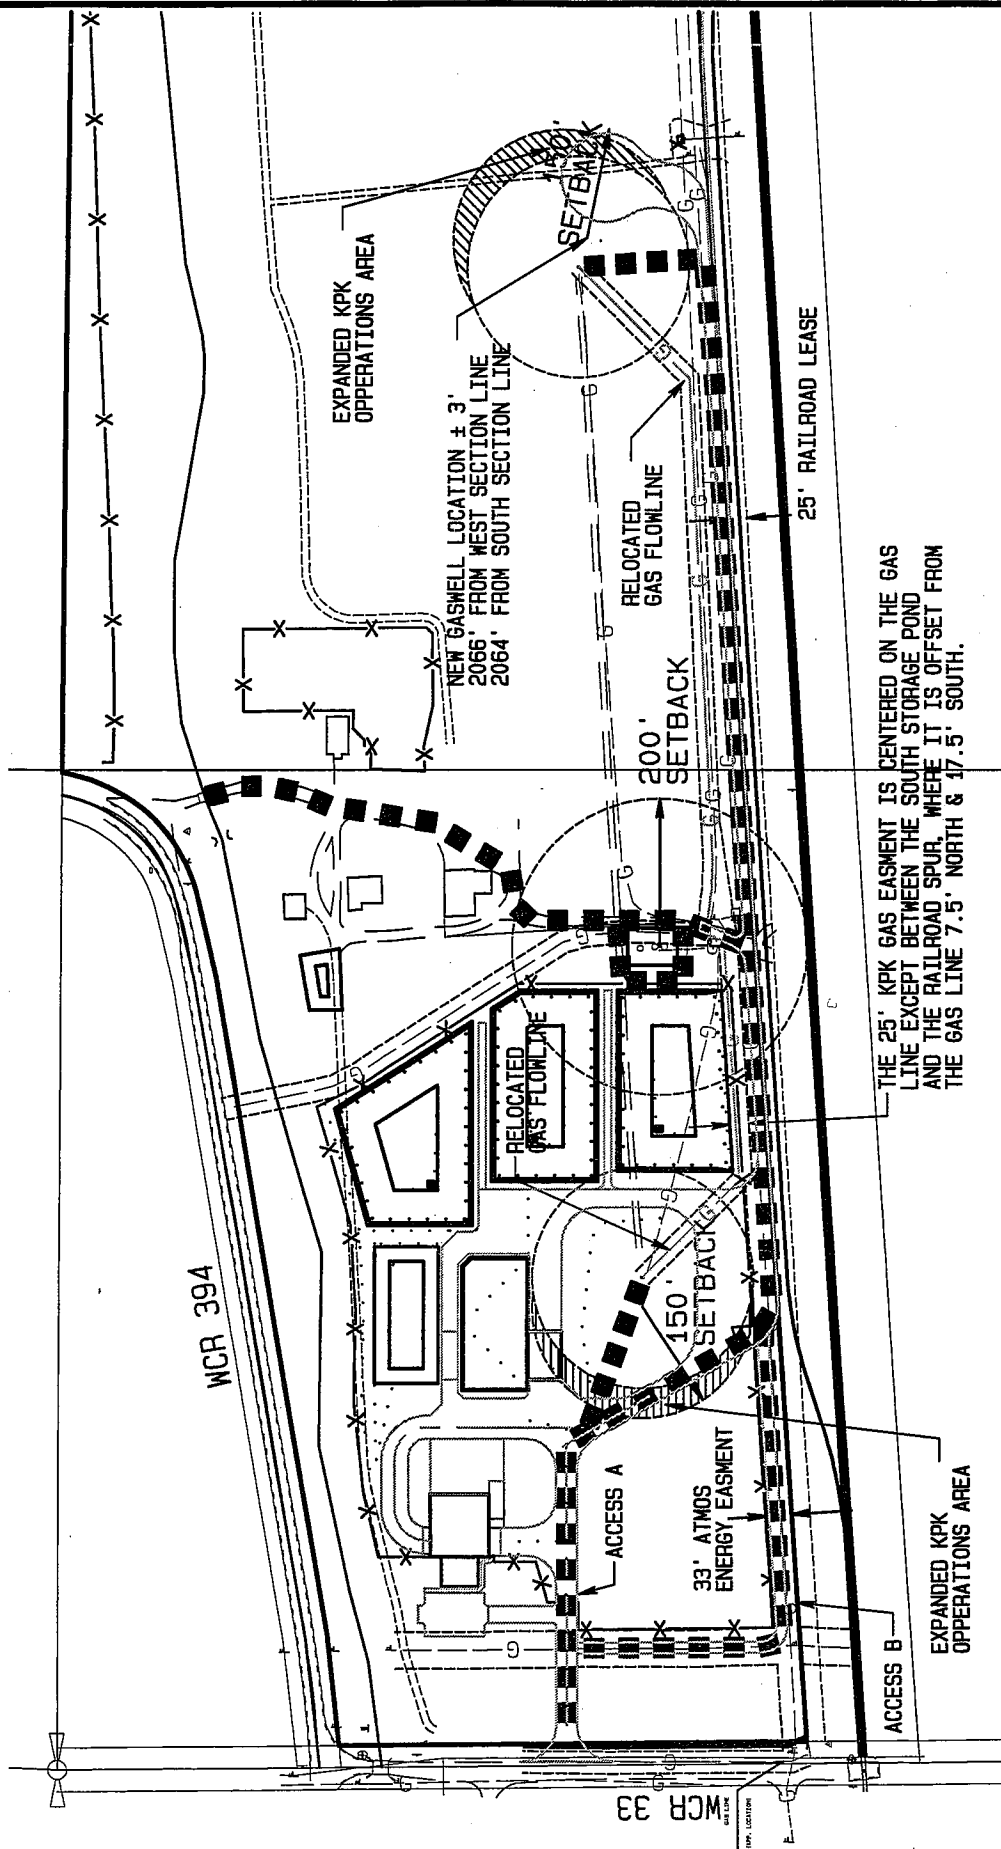 150'
SETBACK
EXPANDED KPK
OPPERATIONS AREA
NEW GASWELL LOCATION ± 3'
2066' FROM WEST SECTION LINE
2064' FROM SOUTH SECTION LINE
RELOCATED
GAS FLOWLINE
25' RAILROAD LEASE
200'
SETBACK
THE 25' KPK GAS EASMENT IS CENTERED ON THE GAS
LINE EXCEPT BETWEEN THE SOUTH STORAGE POND
AND THE RAILROAD SPUR, WHERE IT IS OFFSET FROM
THE GAS LINE 7.5' NORTH & 17.5' SOUTH.
RELOCATED
GAS FLOWLINE
WCR 394
150'
SETBACK
33' ATMOS
ENERGY EASMENT
ACCESS A
EXPANDED KPK
OPPERATIONS AREA
ACCESS B
WCR 33
GAS LINE